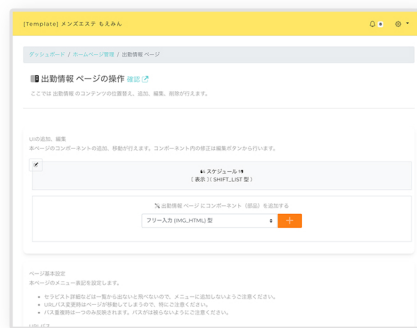 [Template] メンズエステ もえみん
ダッシュボード / ホームページ管理 / 出勤情報 ページ
出勤情報 ページの操作 確認
ここでは 出勤情報 のコンテンツの位置替え、追加、編集、削除が行えます。
UIの追加、編集
本ページのコンポーネントの追加、移動が行えます。コンポーネント内の修正は編集ボタンから行います。
スケジュール
( 表示 ) ( SHIFT_LIST 型 )
出勤情報 ページ にコンポーネント（部品）を追加する
フリー入力 (IMG_HTML) 型
ページ基本設定
本ページのメニュー表記を設定します。
セラピスト詳細などは一覧から出ないと飛べないので、メニューに追加しないようご注意ください。
URLパス変更時はページが移動してしまうので、特にご注意ください。
パス重複時は一つのみ出訳されます。パスが被らないようにご注意ください。